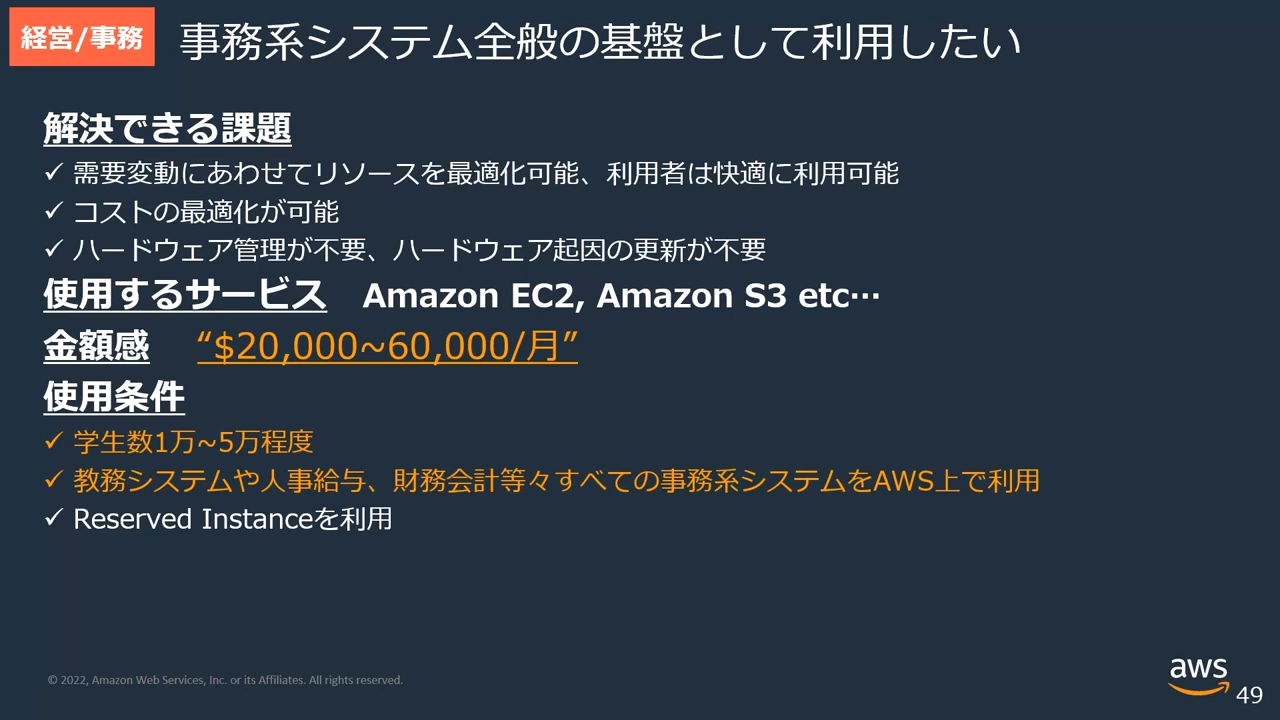 経営/事務
事務系システム全般の基盤として利用したい
解決できる課題
✓ 需要変動にあわせてリソースを最適化可能、利用者は快適に利用可能
✓ コストの最適化が可能
✓ ハードウェア管理が不要、ハードウェア起因の更新が不要
使用するサービス Amazon EC2, Amazon S3 etc…
金額感 “$20,000~60,000/月”
使用条件
✓ 学生数1万~5万程度
✓ 教務システムや人事給与、財務会計等々すべての事務系システムをAWS上で利用
✓ Reserved Instanceを利用
© 2022, Amazon Web Services, Inc. or its Affiliates. All rights reserved.
aws
49